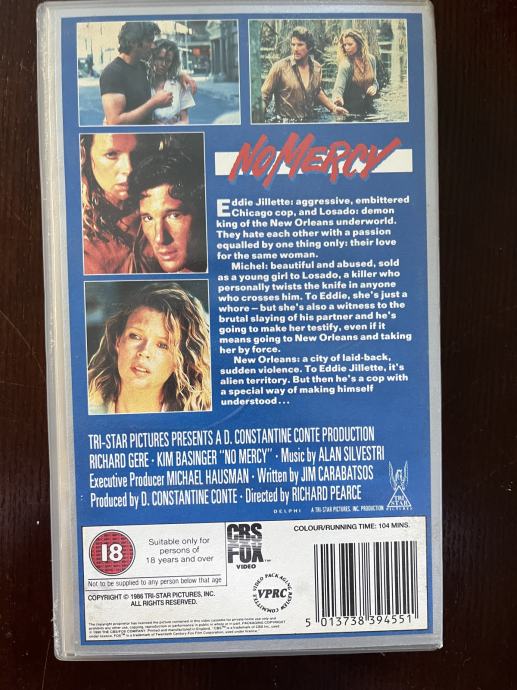 NO MERCY
Eddie Jillette: aggressive, embittered
Chicago cop, and Losado: demon
king of the New Orleans underworld.
They hate each other with a passion
equalled by one thing only: their love
for the same woman.
Michel: beautiful and abused, sold
as a young girl to Losado, a killer who
personally twists the knife in anyone
who crosses him. To Eddie, she's just a
whore – but she's also a witness to the
brutal slaying of his partner and he's
going to make her testify, even if it
means going to New Orleans and taking
her by force.
New Orleans: a city of laid-back,
sudden violence. To Eddie Jillette, it's
alien territory. But then he's a cop with
a special way of making himself
understood...
TRI-STAR PICTURES PRESENTS A D. CONSTANTINE CONTE PRODUCTION
RICHARD GERE · KIM BASINGER "NO MERCY" · Music by ALAN SILVESTRI
Executive Producer MICHAEL HAUSMAN · Written by JIM CARABATSOS
Produced by D. CONSTANTINE CONTE · Directed by RICHARD PEARCE
TRI STAR
PICTURES
DELPHI A TRI-STAR PICTURES, INC. PRODUCTION
18
Suitable only for
persons of
18 years and over
Not to be supplied to any person below that age
CBS
FOX
VIDEO
COLOUR/RUNNING TIME: 104 MINS.
COPYRIGHT © 1986 TRI-STAR PICTURES, INC.
ALL RIGHTS RESERVED.
VIDEO PACKAGING REVIEW COMMITTEE
VPRC
5 013738 394551